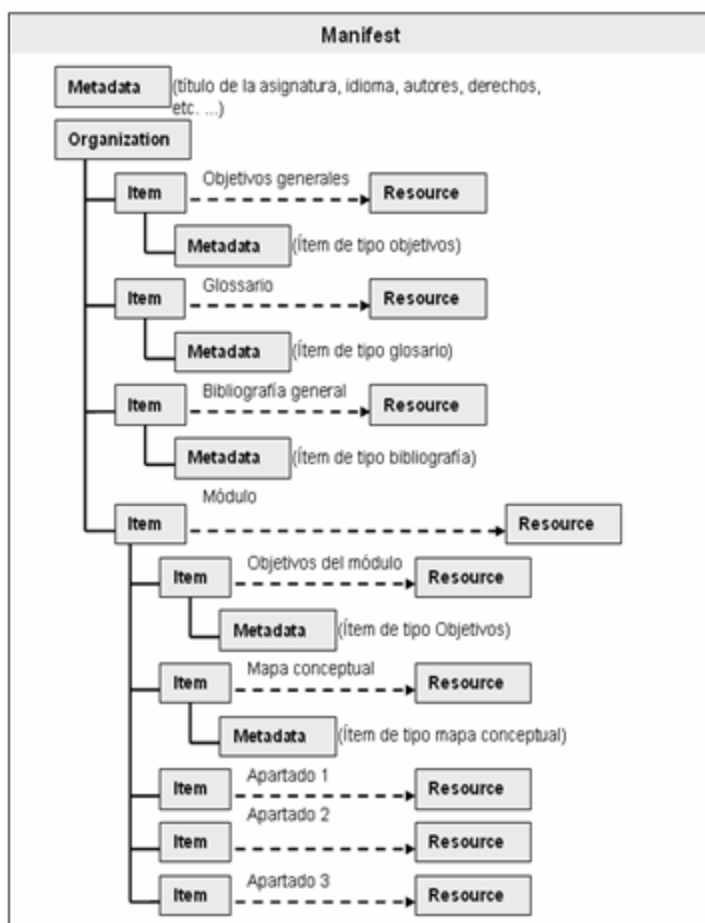 Manifest
Metadata (título de la asignatura, idioma, autores, derechos,
etc. ...)
Organization
Objetivos generales
Item Resource
Metadata (Ítem de tipo objetivos)
Glossario
Item Resource
Metadata (Ítem de tipo glosario)
Bibliografía general
Item Resource
Metadata (Ítem de tipo bibliografía)
Módulo
Item Resource
Objetivos del módulo
Item Resource
Metadata (Ítem de tipo Objetivos)
Mapa conceptual
Item Resource
Metadata (Ítem de tipo mapa conceptual)
Apartado 1
Item Resource
Apartado 2
Item Resource
Apartado 3
Item Resource